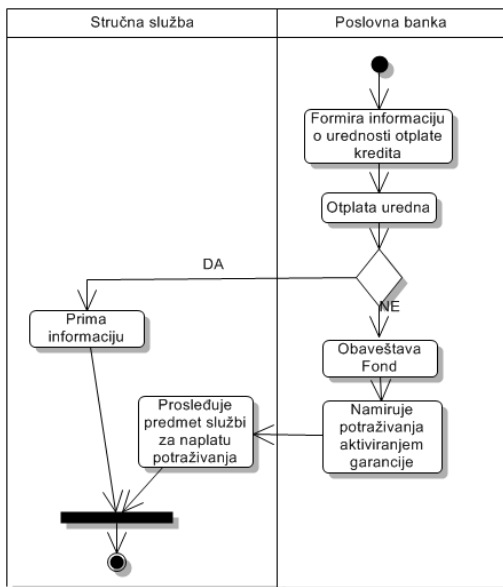 Stručna služba
Poslovna banka
Formira informaciju
o urednosti otplate
kredita
Otplata uredna
DA
NE
Prima
informaciju
Obaveštava
Fond
Prosleđuje
predmet službi
za naplatu
potraživanja
Namiruje
potraživanja
aktiviranjem
garancije